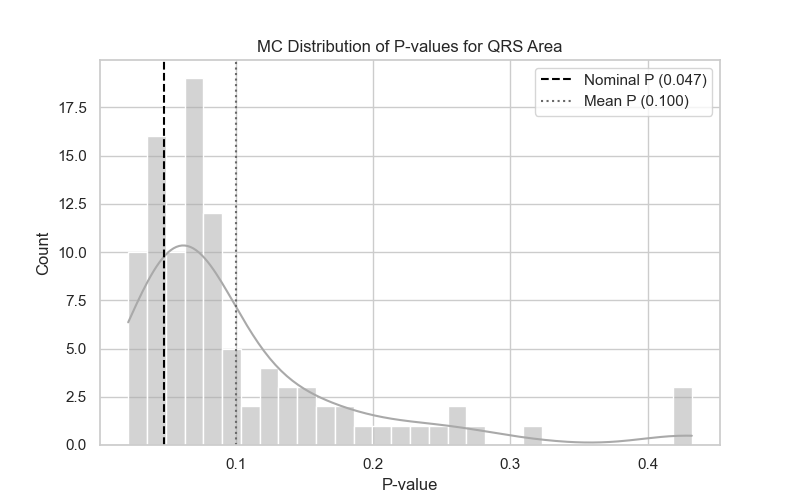 MC Distribution of P-values for QRS Area
Nominal P (0.047)
Mean P (0.100)
17.5
15.0
12.5
10.0
7.5
5.0
2.5
0.0
Count
0.1 0.2 0.3 0.4
P-value